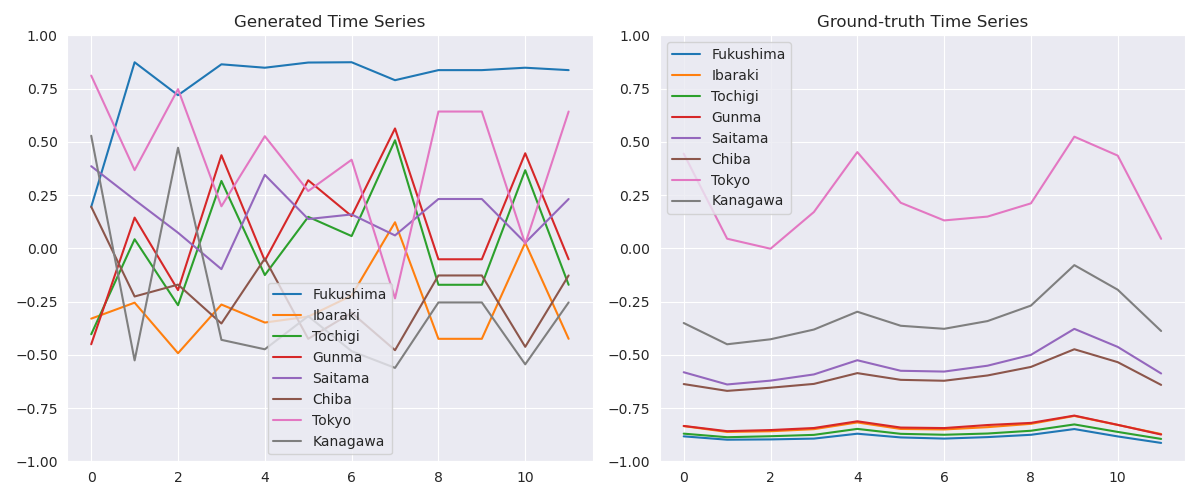 Generated Time Series
1.00
0.75
0.50
0.25
0.00
−0.25
−0.50
−0.75
−1.00
0 2 4 6 8 10
Fukushima
Ibaraki
Tochigi
Gunma
Saitama
Chiba
Tokyo
Kanagawa
Ground-truth Time Series
1.00
0.75
0.50
0.25
0.00
−0.25
−0.50
−0.75
−1.00
0 2 4 6 8 10
Fukushima
Ibaraki
Tochigi
Gunma
Saitama
Chiba
Tokyo
Kanagawa